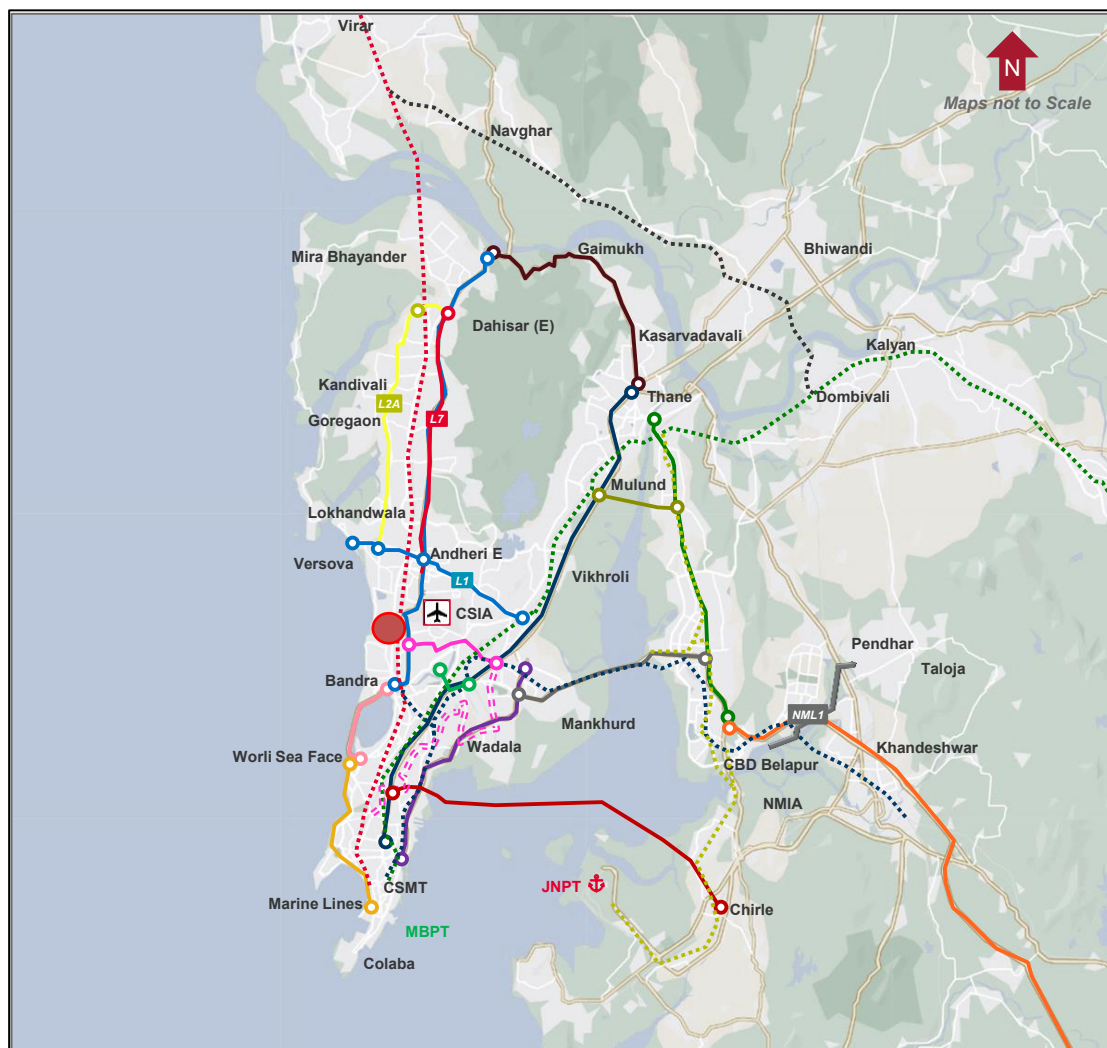 Virar
N
Maps not to Scale
Navghar
Gaimukh
Bhiwandi
Mira Bhayander
Dahisar (E)
Kasarvadavali
Kalyan
Kandivali
Thane
Dombivali
L2A
Goregaon
L7
Mulund
Lokhandwala
Andheri E
Versova
L1
Vikhroli
CSIA
Pendhar
Taloja
Bandra
NML1
Mankhurd
Wadala
Khandeshwar
Worli Sea Face
CBD Belapur
NMIA
CSMT
JNPT
Marine Lines
Chirle
MBPT
Colaba